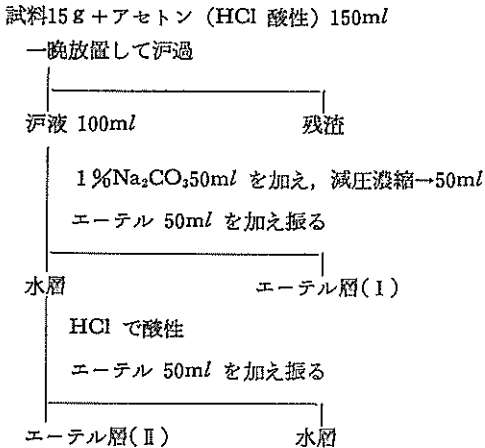 試料15g+アセトン(HCl 酸性)150ml
一晩放置して沪過
沪液 100ml
残渣
1%Na₂CO₃50ml を加え,減圧濃縮→50ml
エーテル 50ml を加え振る
水層
エーテル層(Ⅰ)
HCl で酸性
エーテル 50ml を加え振る
エーテル層(Ⅱ)
水層